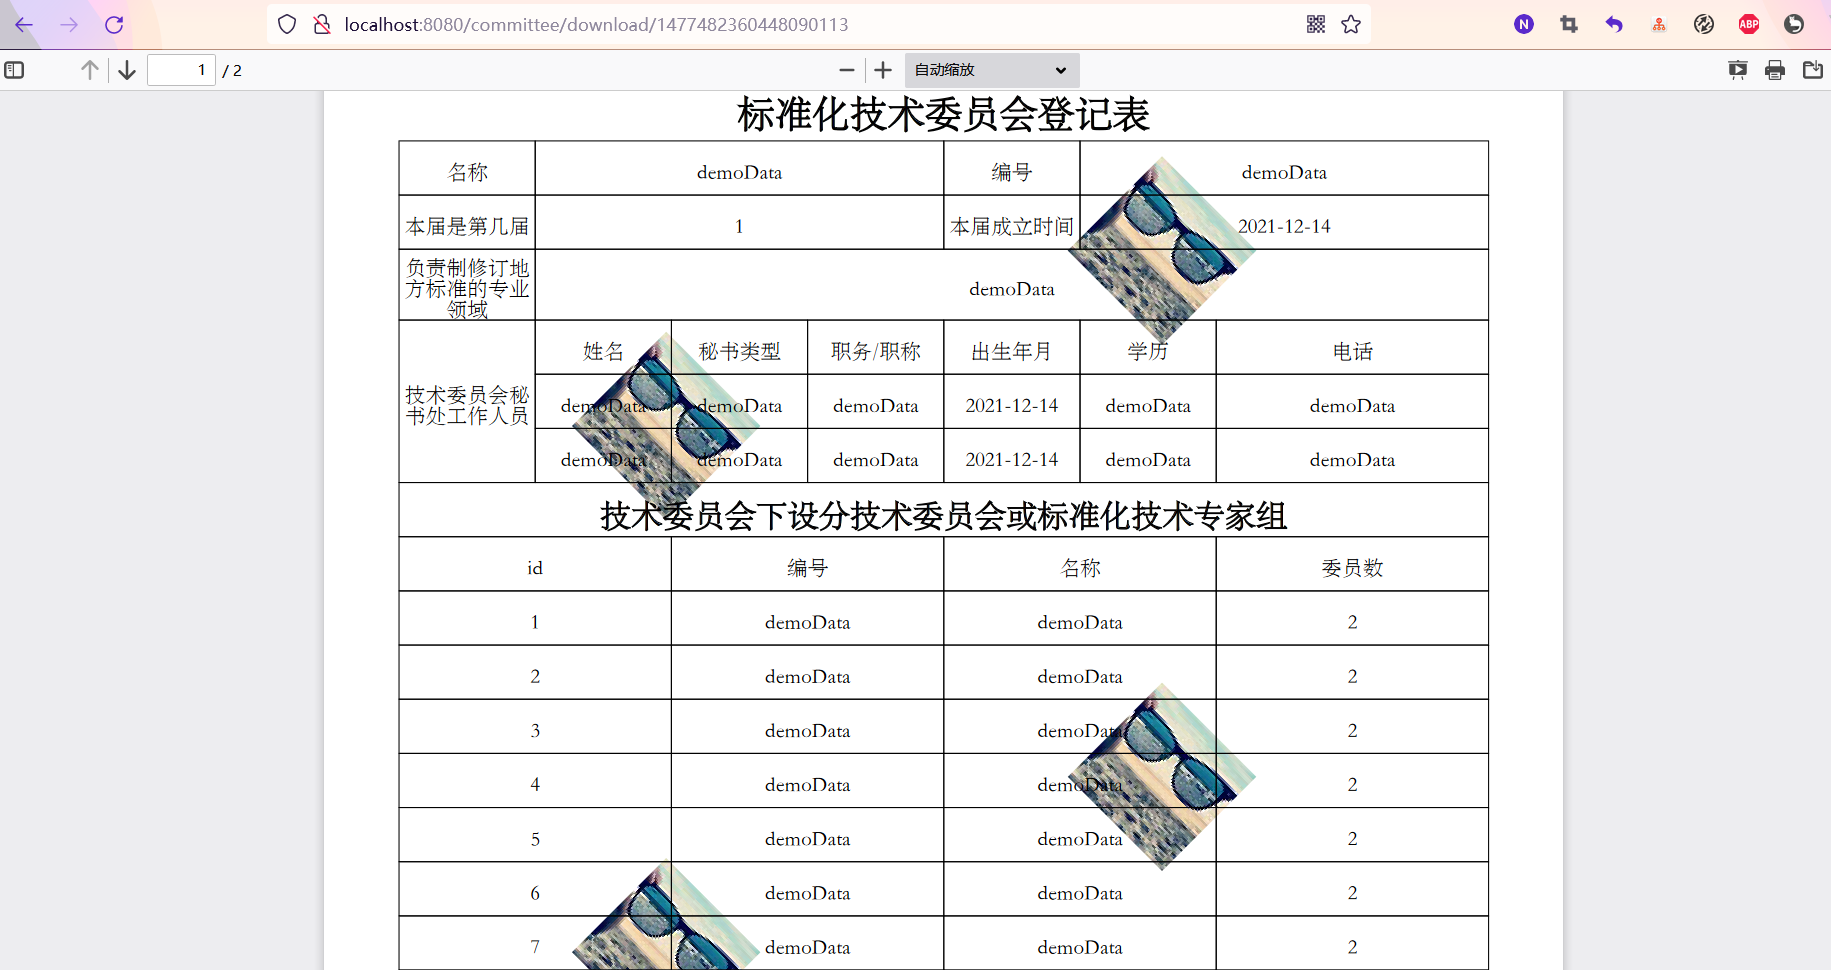 localhost:8080/committee/download/1477482360448090113
N
ABP
1 / 2
自动缩放
标准化技术委员会登记表
名称 demoData 编号 demoData
本届是第几届 1 本届成立时间 2021-12-14
负责制修订地
方标准的专业
领域
demoData
技术委员会秘
书处工作人员
姓名 秘书类型 职务/职称 出生年月 学历 电话
demoData demoData demoData 2021-12-14 demoData demoData
demoData demoData demoData 2021-12-14 demoData demoData
技术委员会下设分技术委员会或标准化技术专家组
id 编号 名称 委员数
1 demoData demoData 2
2 demoData demoData 2
3 demoData demoData 2
4 demoData demoData 2
5 demoData demoData 2
6 demoData demoData 2
7 demoData demoData 2